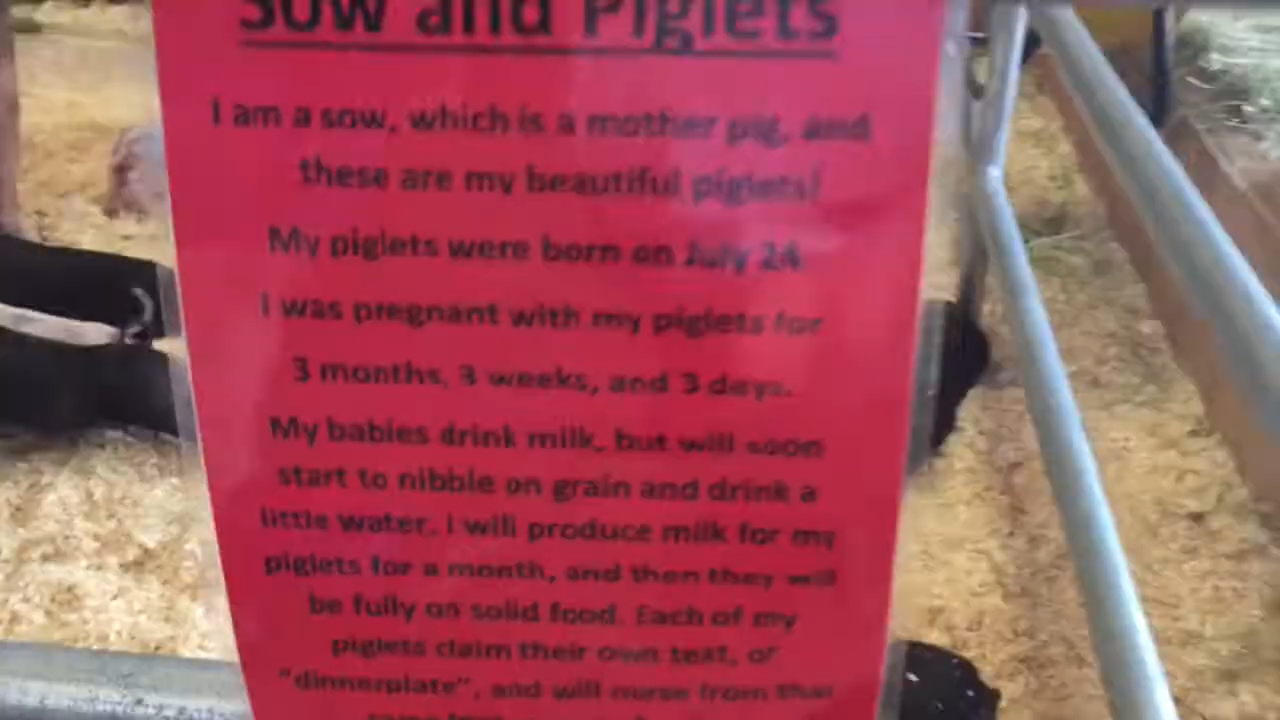 Sow and Piglets
I am a sow, which is a mother pig, and
these are my beautiful piglets!
My piglets were born on July 24
I was pregnant with my piglets for
3 months, 3 weeks, and 3 days.
My babies drink milk, but will soon
start to nibble on grain and drink a
little water. I will produce milk for my
piglets for a month, and then they will
be fully on solid food. Each of my
piglets claim their own teat, or
"dinnerplate", and will nurse from that